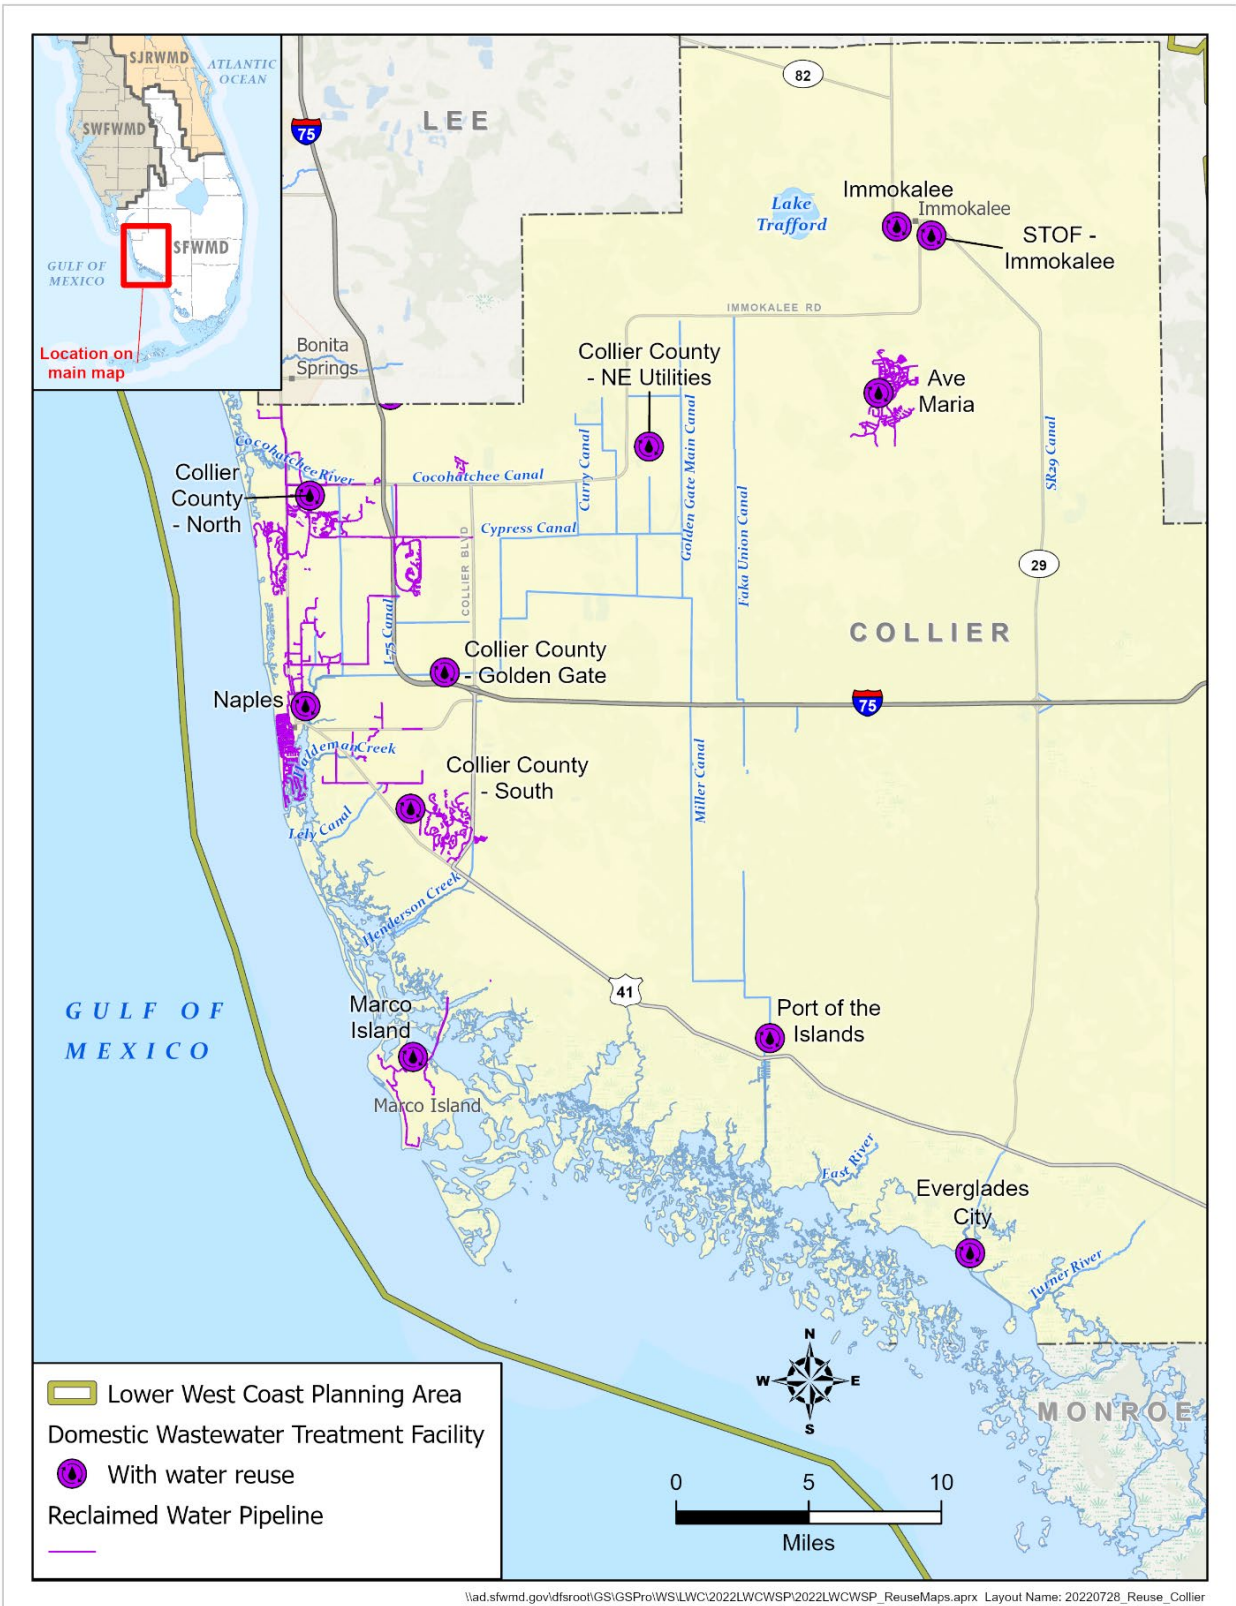 SJRWMD
ATLANTIC
OCEAN
SWFWMD
SFWMD
GULF OF
MEXICO
Location on
main map
75
LEE
82
Lake
Trafford
Immokalee
Immokalee
STOF -
Immokalee
IMMOKALEE RD
Bonita
Springs
Collier County
- NE Utilities
Ave
Maria
Cocohatchee River
Cocohatchee Canal
Curry Canal
Golden Gate Main Canal
SR29 Canal
Collier
County
- North
Cypress Canal
COLLIER BLVD
Faka Union Canal
29
COLLIER
I-75 Canal
Collier County
- Golden Gate
Naples
75
Haldeman Creek
Collier County
- South
Miller Canal
Lely Canal
Henderson Creek
GULF OF
MEXICO
41
Marco
Island
Port of the
Islands
Marco Island
East River
Everglades
City
Turner River
N
W
E
S
MONROE
Lower West Coast Planning Area
Domestic Wastewater Treatment Facility
With water reuse
Reclaimed Water Pipeline
0 5 10
Miles
\\ad.sfwmd.gov\dfsroot\GS\GSPro\WS\LWC\2022LWCWSP\2022LWCWSP_ReuseMaps.aprx Layout Name: 20220728_Reuse_Collier